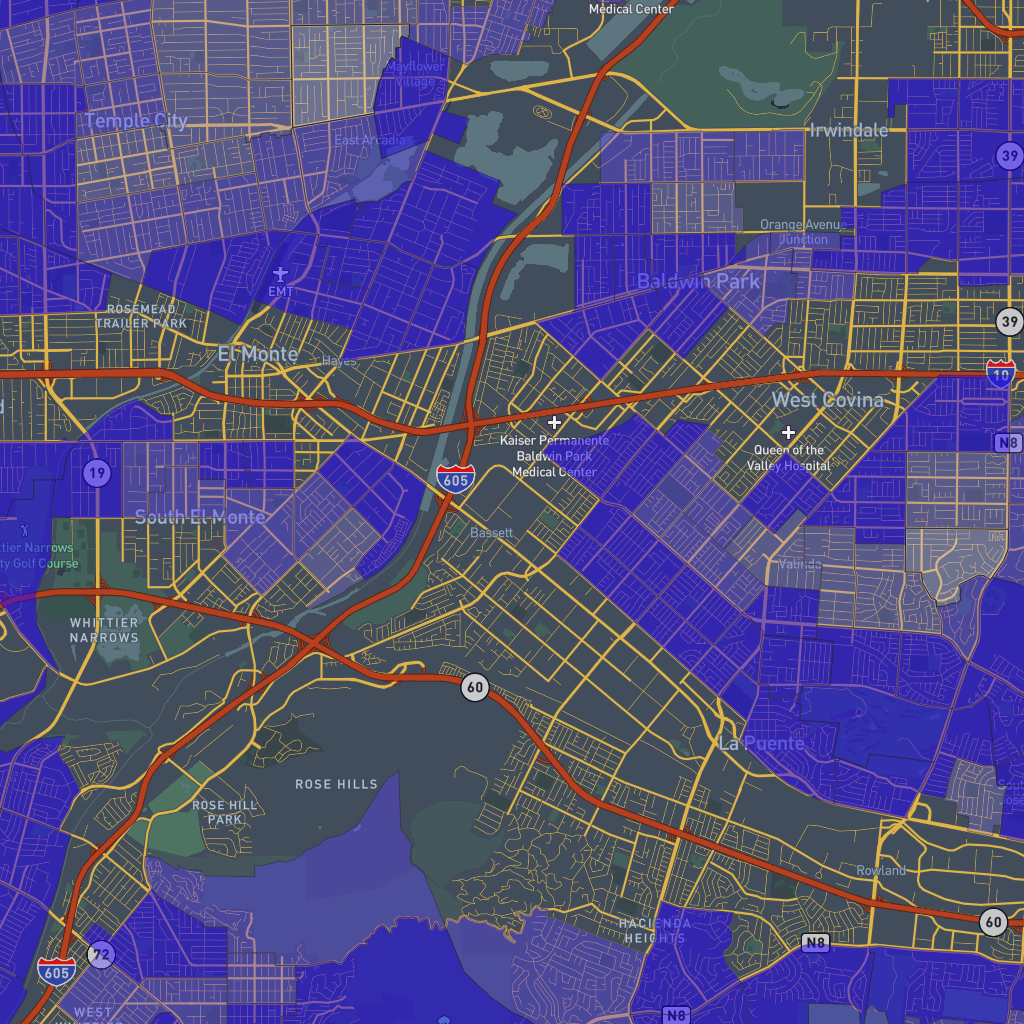 Medical Center
Mayflower
Village
Temple City
East Arcadia
Irwindale
39
Orange Avenu
Junction
EMT
Baldwin Park
ROSEMEAD
TRAILER PARK
39
El Monte
Hayes
10
West Covina
Kaiser Permanente
Baldwin Park
Medical Center
Queen of the
Valley Hospital
N8
19
605
South El Monte
Bassett
ttier Narrows
ty Golf Course
Valinda
WHITTIER
NARROWS
60
La Puente
ROSE HILLS
ROSE HILL
PARK
Sout
Jose
Rowland
HACIENDA
HEIGHTS
60
N8
72
605
WEST
N8